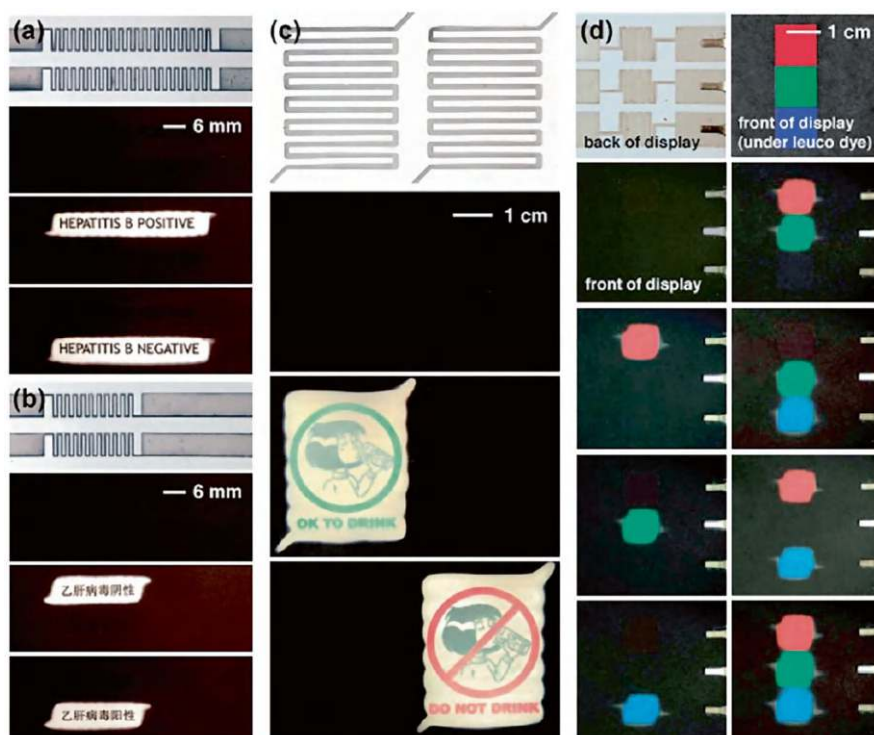 (a)
6 mm
HEPATITIS B POSITIVE
HEPATITIS B NEGATIVE
(b)
6 mm
乙肝病毒阴性
乙肝病毒阳性
(c)
1 cm
OK TO DRINK
DO NOT DRINK
(d)
back of display
1 cm
front of display
(under leuco dye)
front of display